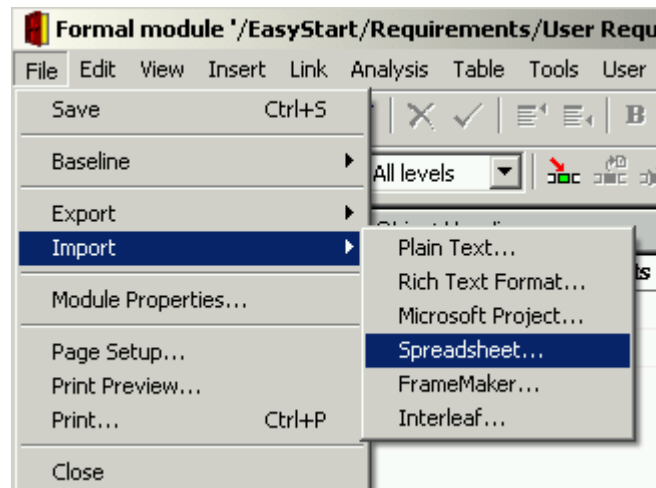 Formal module '/EasyStart/Requirements/User Requ
File Edit View Insert Link Analysis Table Tools User
Save Ctrl+S
Baseline
All levels
Export
Import
Module Properties...
Page Setup...
Print Preview...
Print... Ctrl+P
Close
Plain Text...
Rich Text Format...
Microsoft Project...
Spreadsheet...
FrameMaker...
Interleaf...
ts
B